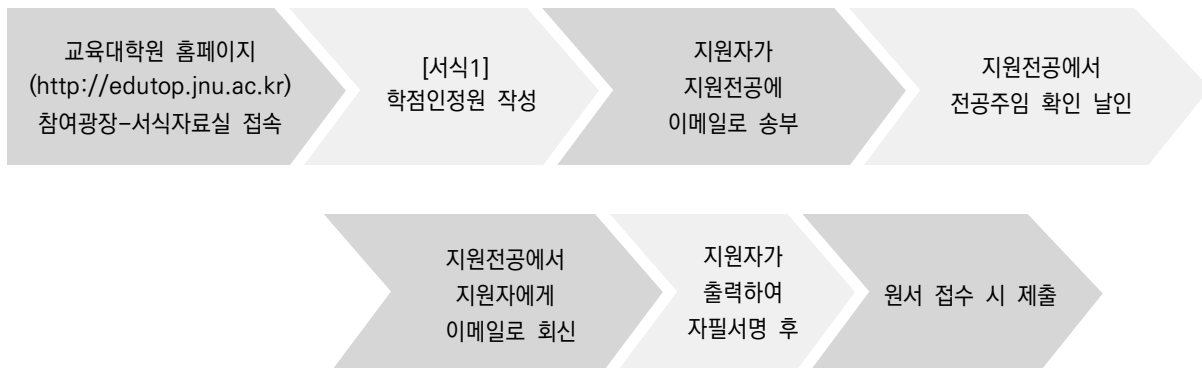 교육대학원 홈페이지
(http://edutop.jnu.ac.kr)
참여광장-서식자료실 접속
[서식1]
학점인정원 작성
지원자가
지원전공에
이메일로 송부
지원전공에서
전공주임 확인 날인
지원전공에서
지원자에게
이메일로 회신
지원자가
출력하여
자필서명 후
원서 접수 시 제출